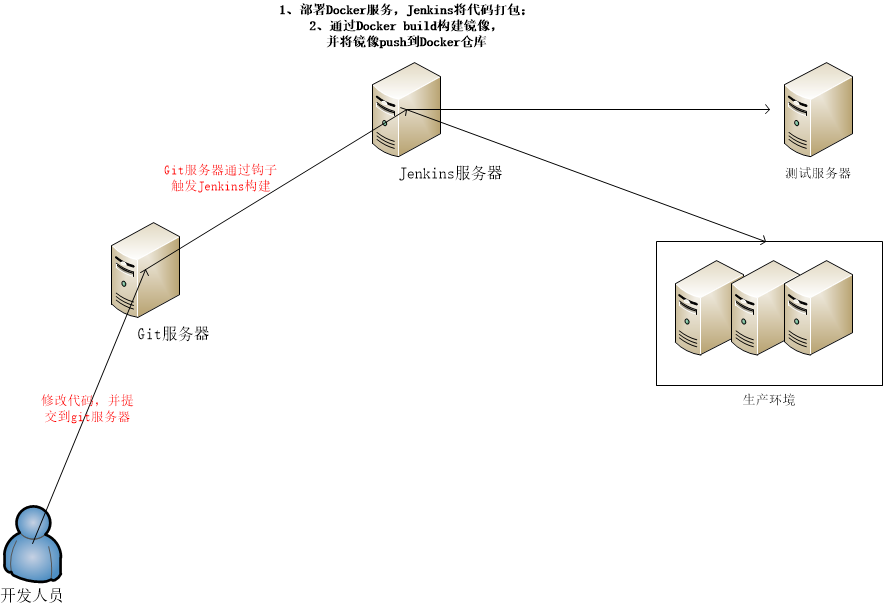 1、部署Docker服务，Jenkins将代码打包；
2、通过Docker build构建镜像，
并将镜像push到Docker仓库
Jenkins服务器
测试服务器
Git服务器通过钩子
触发Jenkins构建
Git服务器
生产环境
修改代码，并提
交到git服务器
开发人员